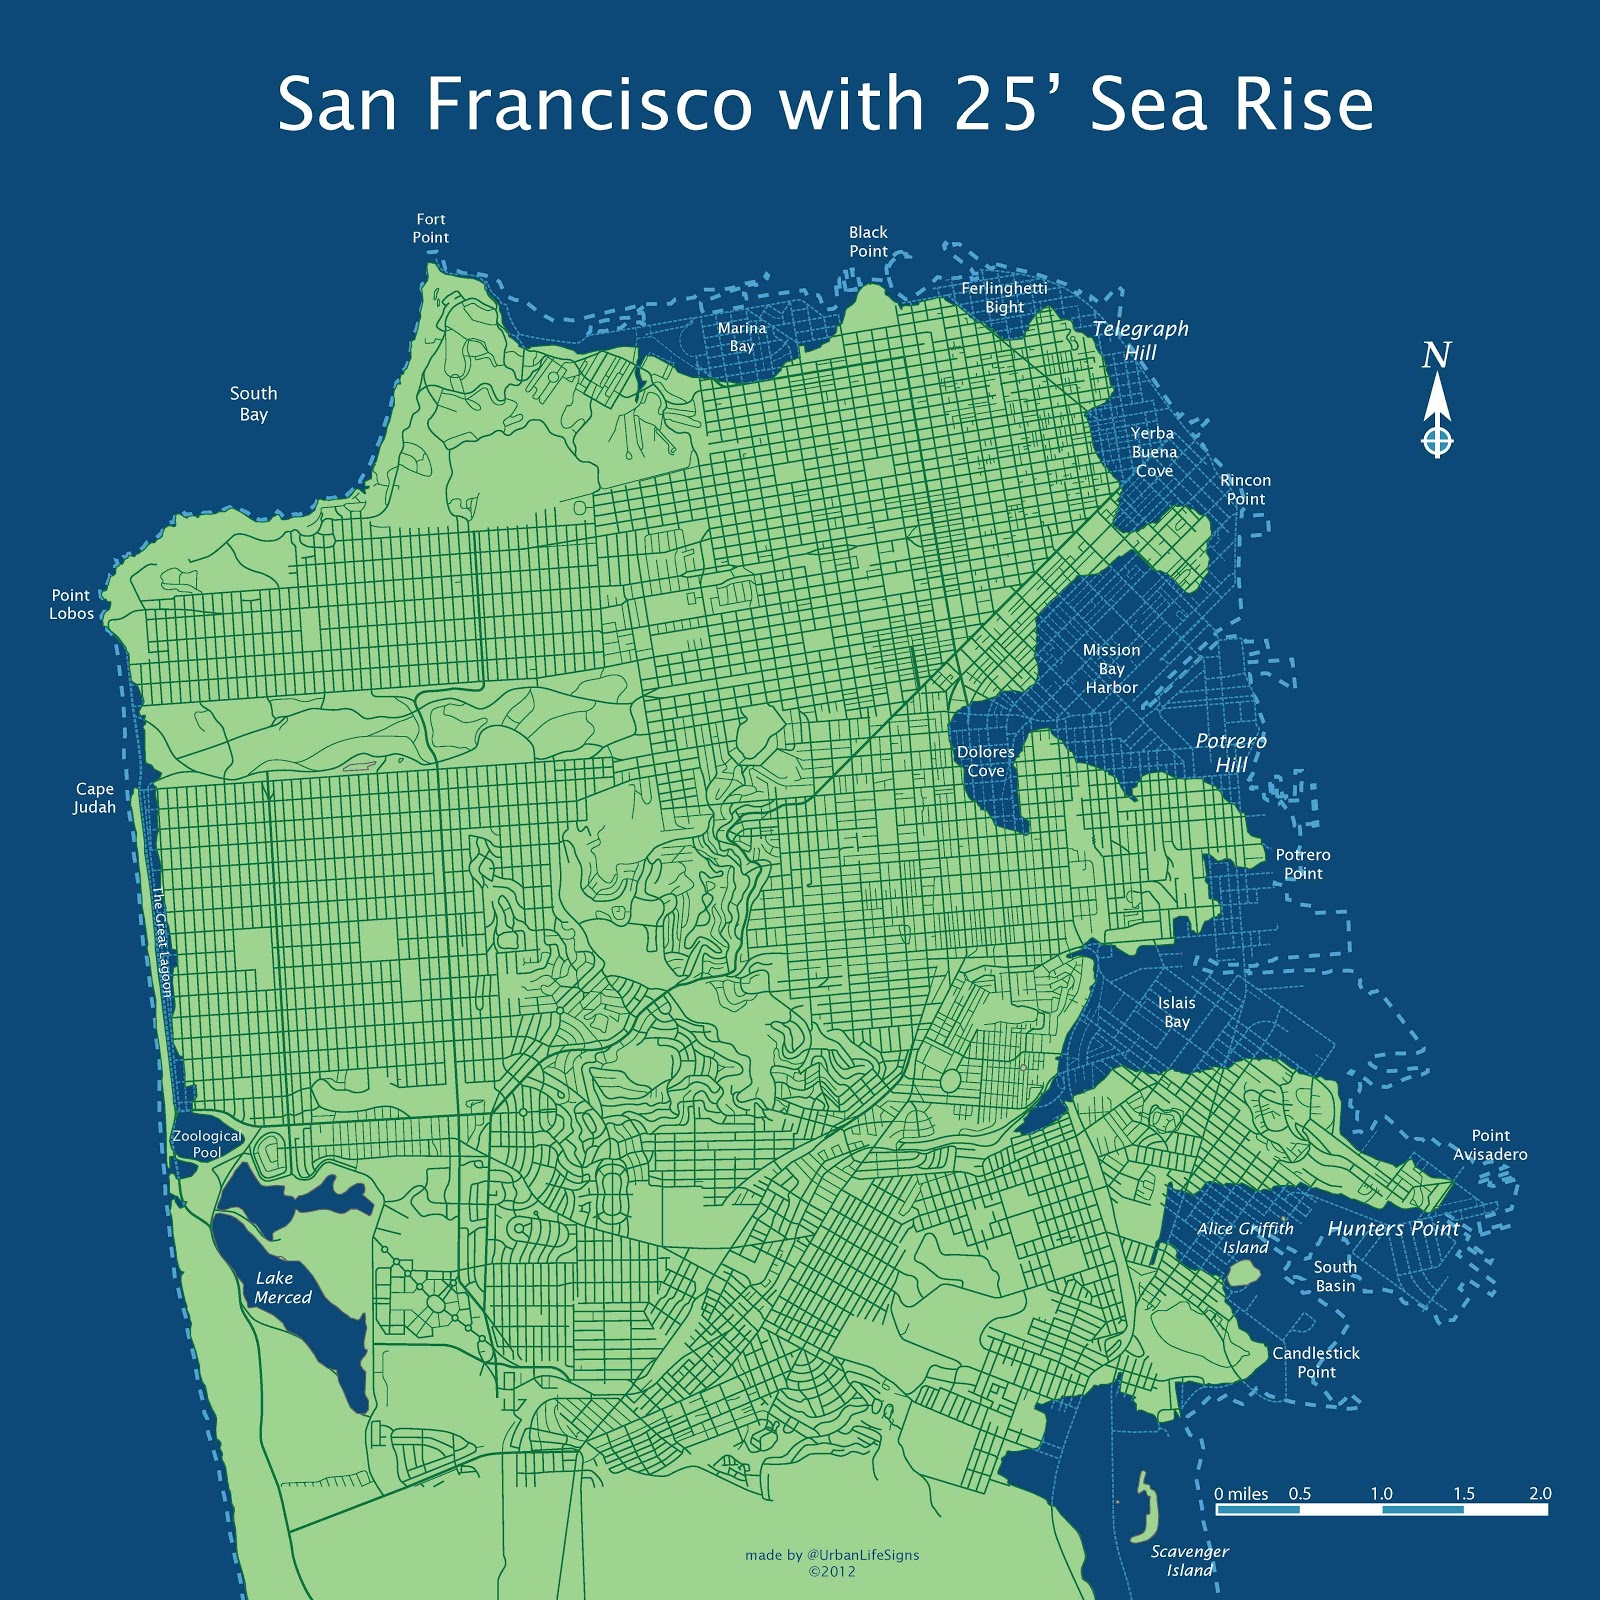 San Francisco with 25’ Sea Rise
Fort
Point
Black
Point
Ferlinghetti
Bight
Marina
Bay
Telegraph
Hill
N
South
Bay
Yerba
Buena
Cove
Rincon
Point
Point
Lobos
Mission
Bay
Harbor
Potrero
Hill
Dolores
Cove
Cape
Judah
Potrero
Point
The Great Lagoon
Islais
Bay
Zoological
Pool
Point
Avisadero
Alice Griffith
Island
Hunters Point
South
Basin
Lake
Merced
Candlestick
Point
0 miles 0.5 1.0 1.5 2.0
Scavenger
Island
made by @UrbanLifeSigns
©2012